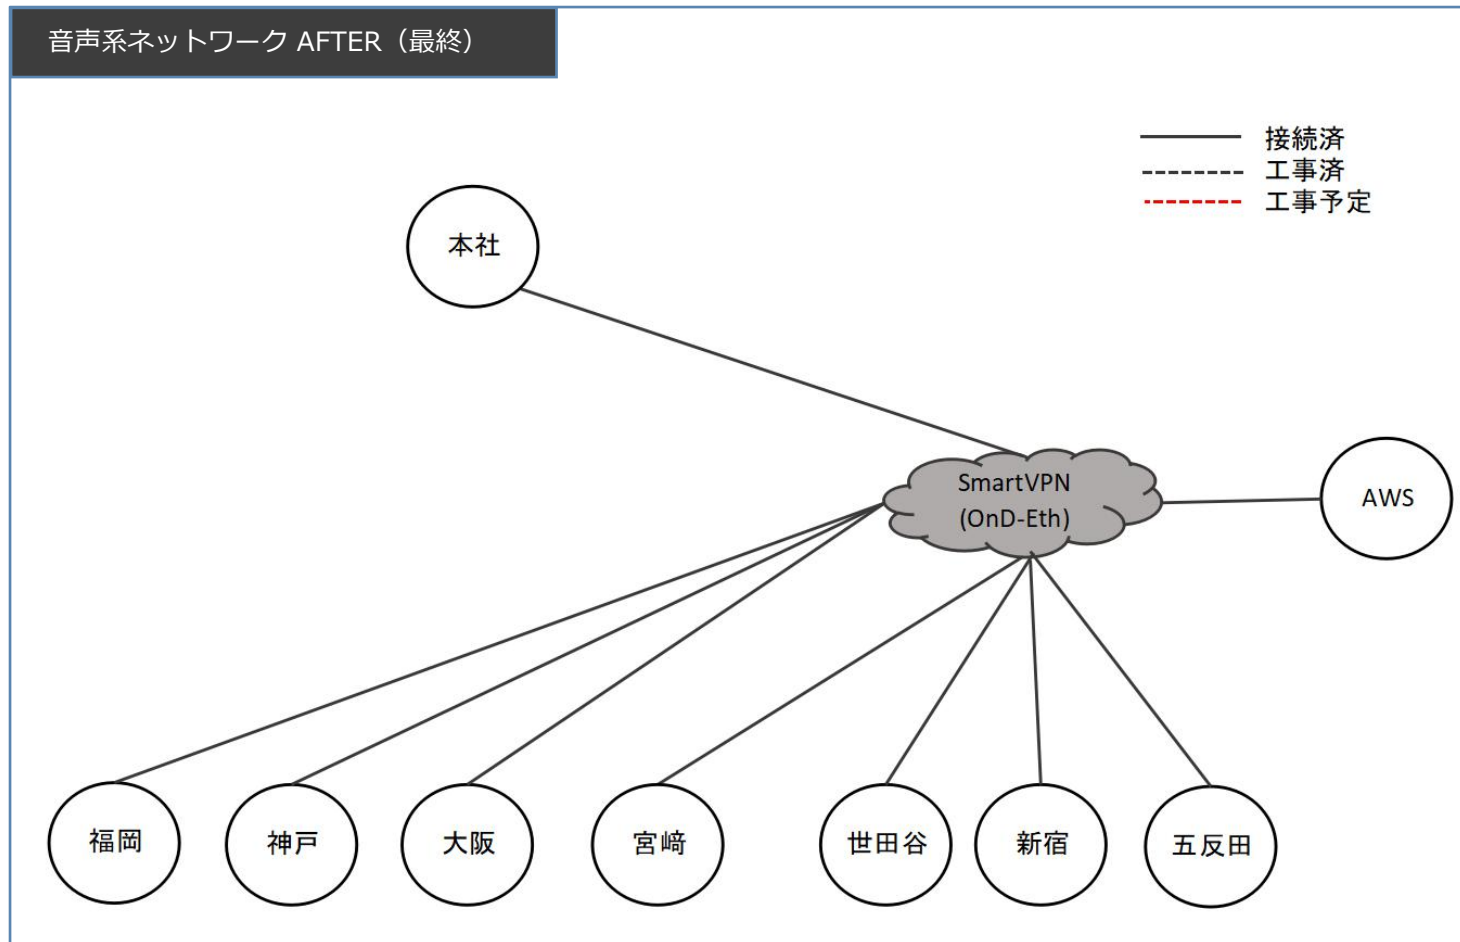 音声系ネットワーク AFTER（最終）
接続済
工事済
工事予定
本社
SmartVPN
(OnD-Eth)
AWS
福岡
神戸
大阪
宮﨑
世田谷
新宿
五反田